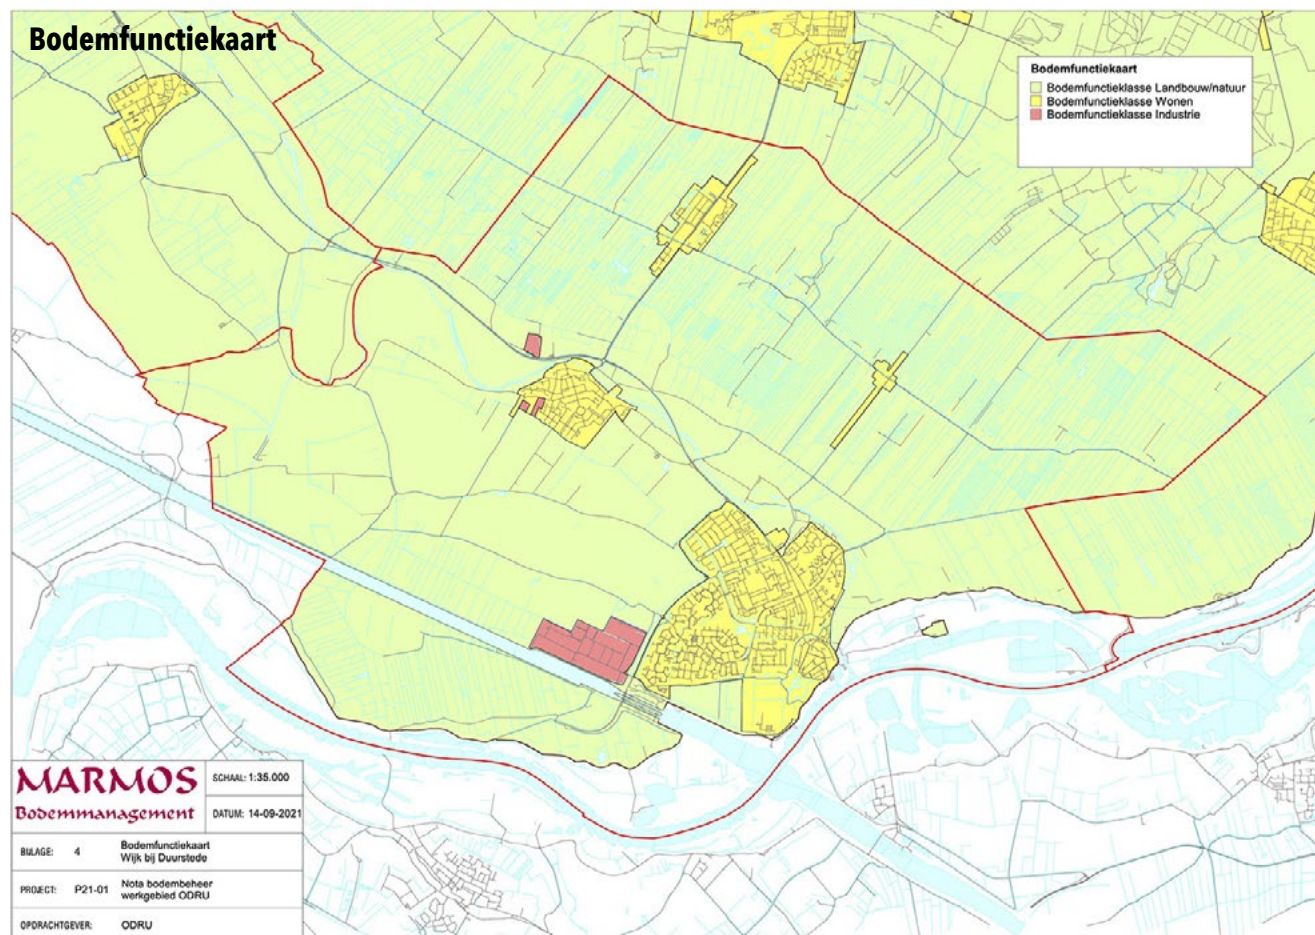 Bodemfunctiekaart
Bodemfunctiekaart
Bodemfunctieklasse Landbouw/natuur
Bodemfunctieklasse Wonen
Bodemfunctieklasse Industrie
MARMOS
Bodemmanagement
SCHAAL: 1:35.000
DATUM: 14-09-2021
BIJLAGE: 4 Bodemfunctiekaart
Wijk bij Duurstede
PROJECT: P21-01 Nota bodembeheer
werkgebied ODRU
OPDRACHTGEVER: ODRU